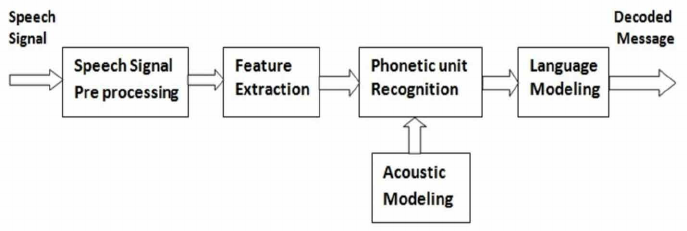 Speech
Signal
Decoded
Message
Speech Signal
Pre processing
Feature
Extraction
Phonetic unit
Recognition
Language
Modeling
Acoustic
Modeling